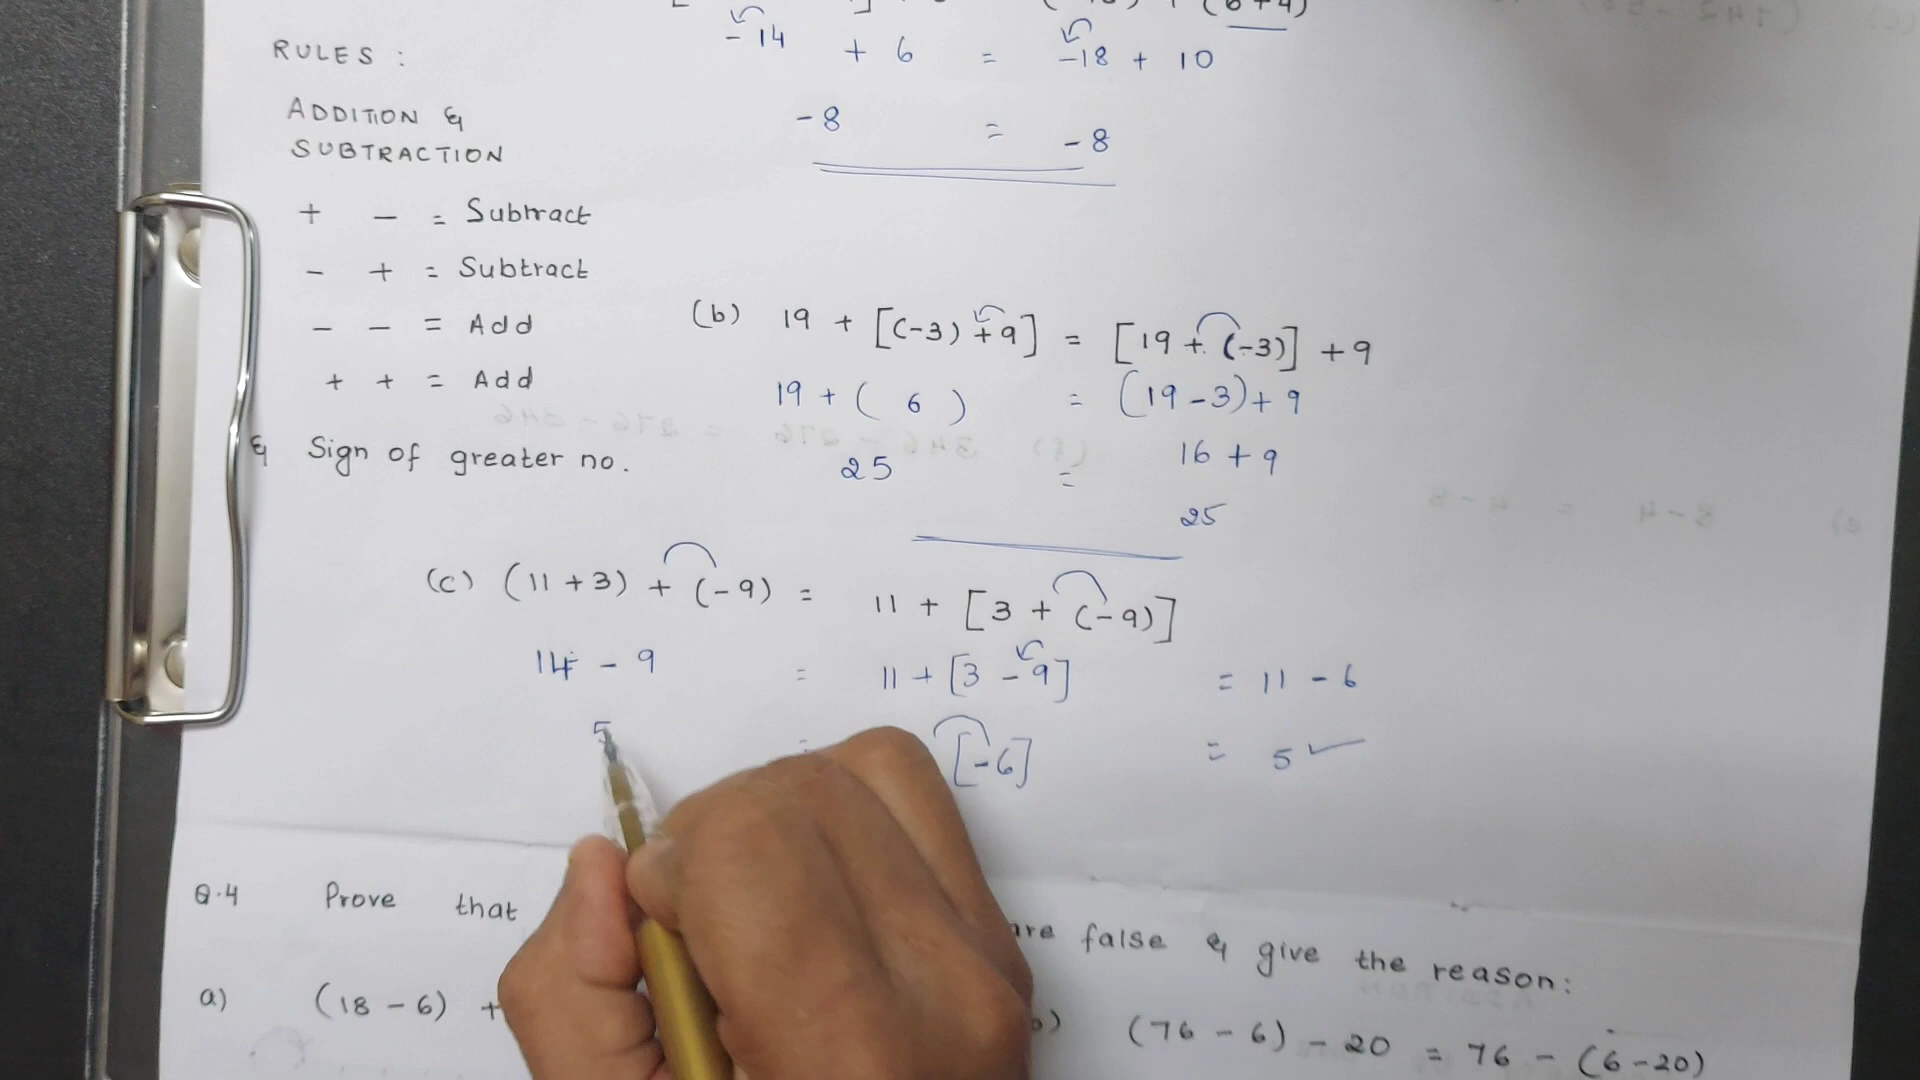 (6+4)
RULES :
-14 + 6 = -18 + 10
ADDITION &
SUBTRACTION
-8 = -8
+ - = Subtract
- + = Subtract
- - = Add
+ + = Add
& Sign of greater no.
(b) 19 + [(-3) + 9] = [19 + (-3)] + 9
19 + ( 6 ) = (19-3) + 9
16 + 9
25 =
25
(c) (11 + 3) + (-9) = 11 + [3 + (-9)]
14 - 9 = 11 + [3 - 9] = 11 - 6
5 = [-6] = 5 ✓
Q.4 Prove that are false & give the reason:
a) (18 - 6) + b) (76 - 6) - 20 = 76 - (6 - 20)